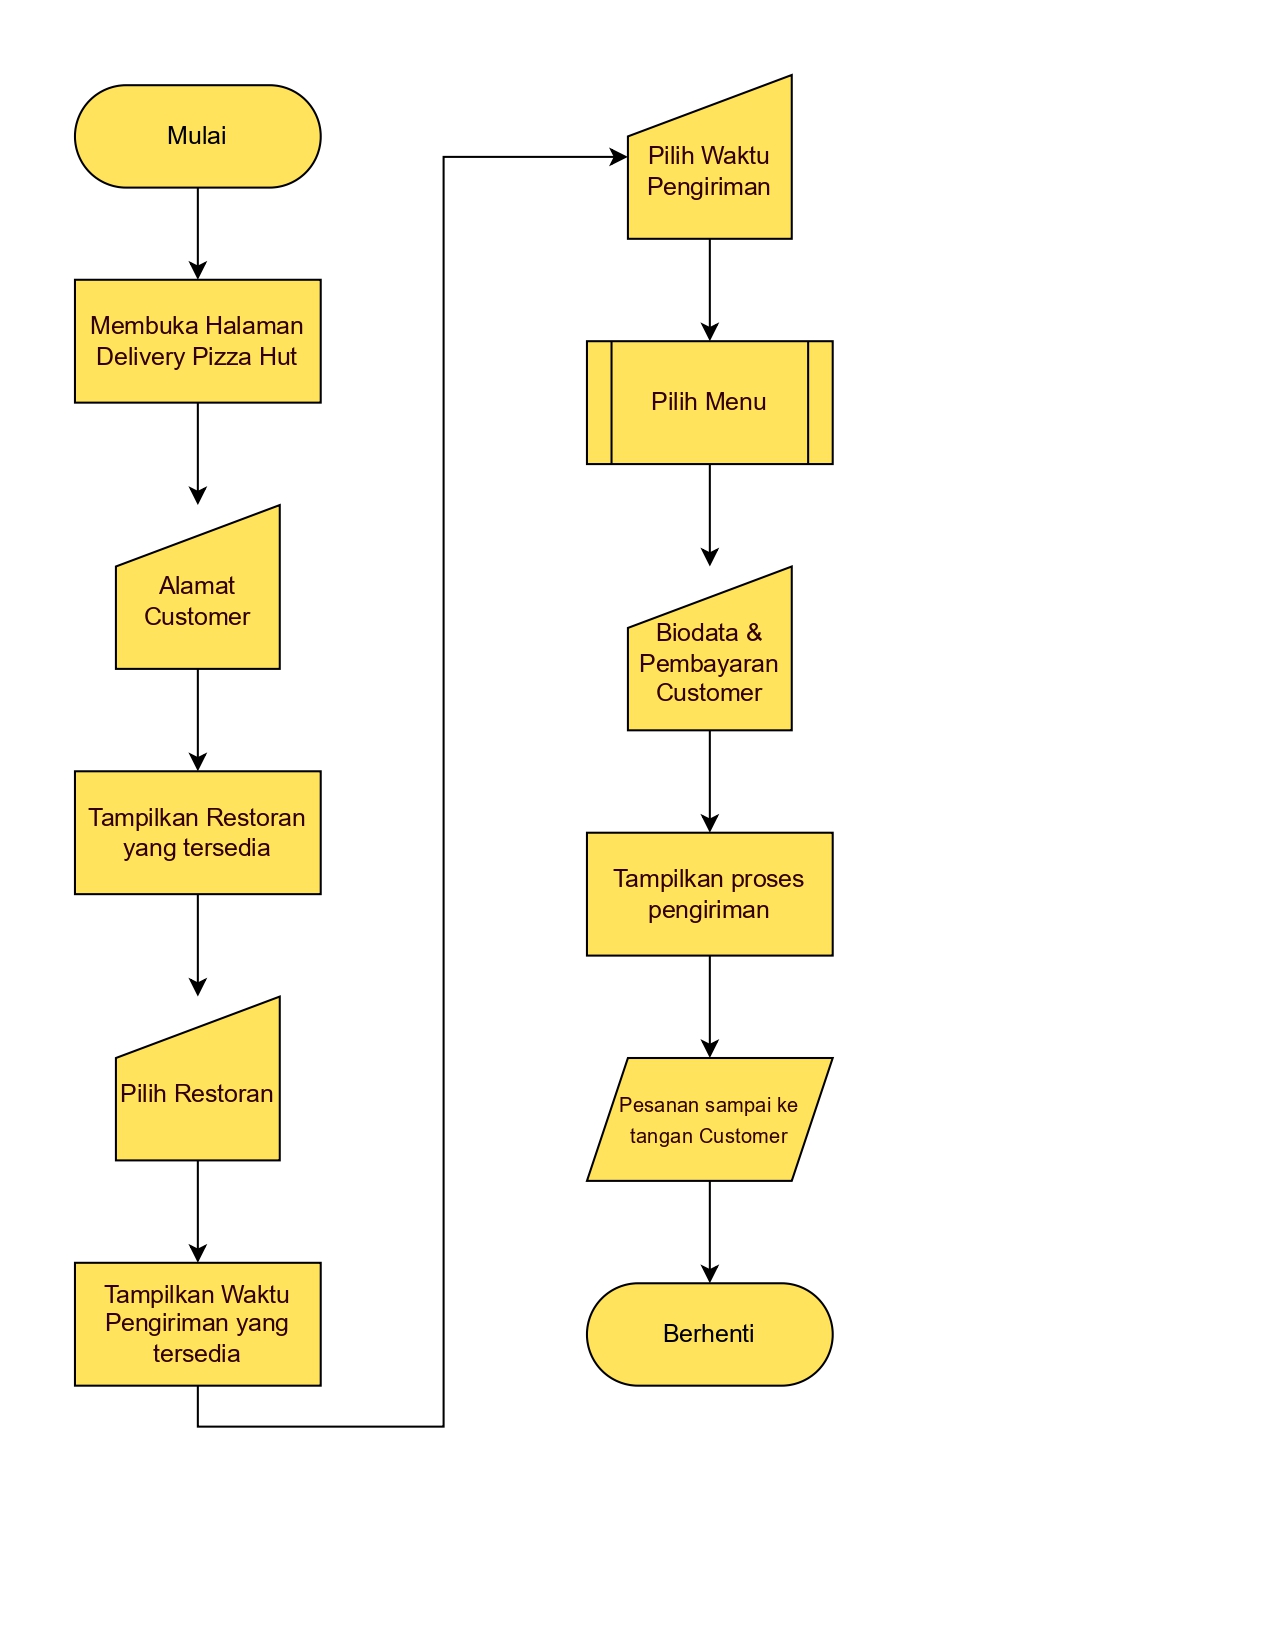 Mulai
Membuka Halaman
Delivery Pizza Hut
Alamat
Customer
Tampilkan Restoran
yang tersedia
Pilih Restoran
Tampilkan Waktu
Pengiriman yang
tersedia
Pilih Waktu
Pengiriman
Pilih Menu
Biodata &
Pembayaran
Customer
Tampilkan proses
pengiriman
Pesanan sampai ke
tangan Customer
Berhenti